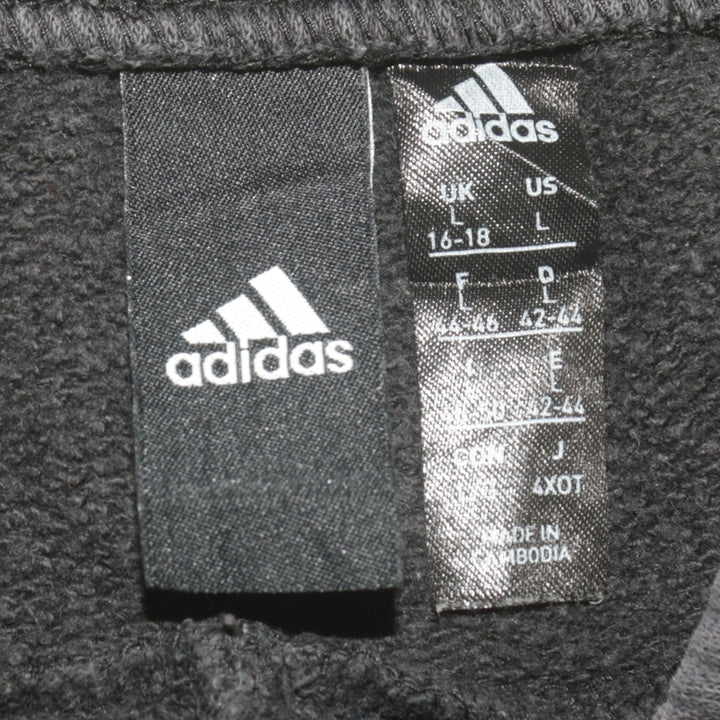 adidas
adidas
UK US
L L
16-18
F D
L L
44-46 42-44
E
L
42-44
J
4XOT
MADE IN
CAMBODIA